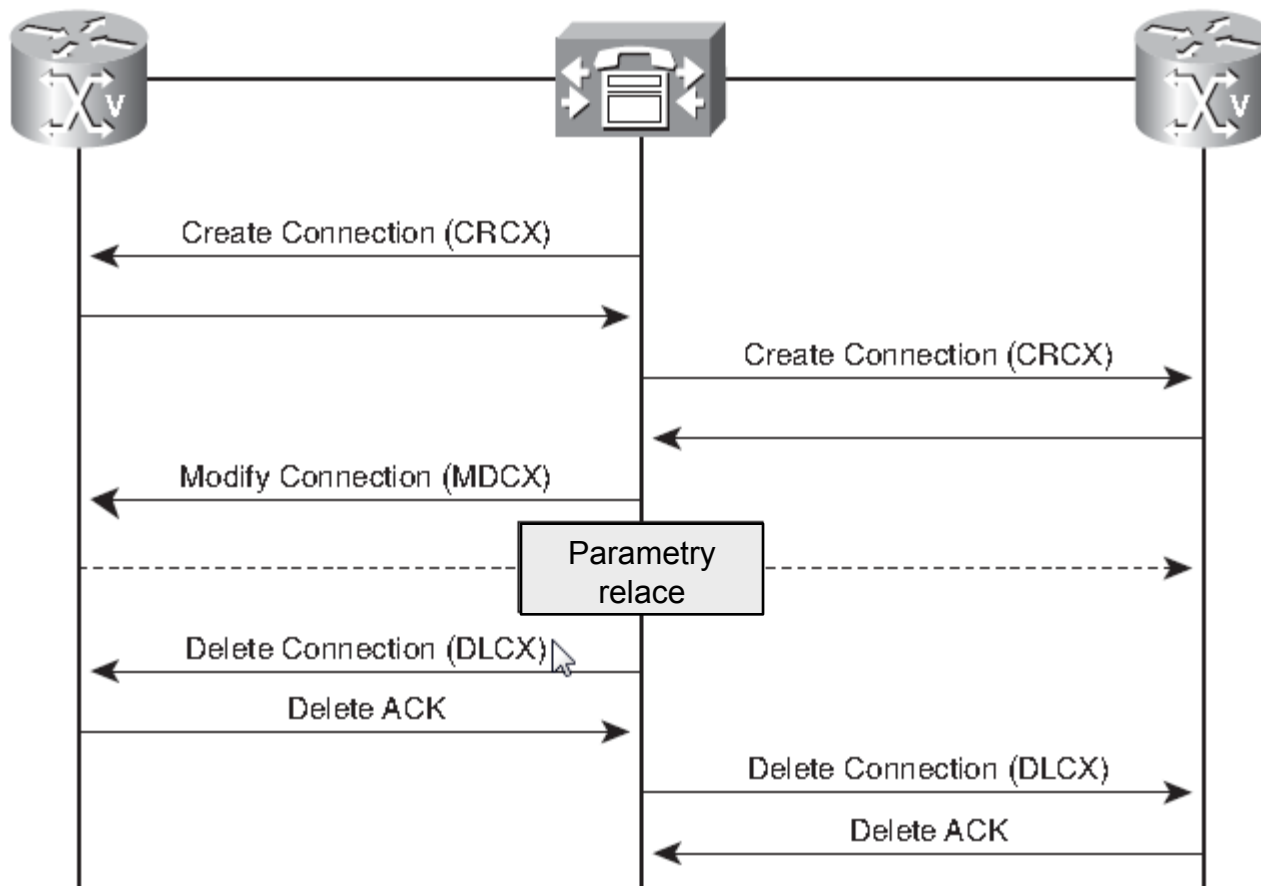 V
V
Create Connection (CRCX)
Create Connection (CRCX)
Modify Connection (MDCX)
Parametry
relace
Delete Connection (DLCX)
Delete ACK
Delete Connection (DLCX)
Delete ACK